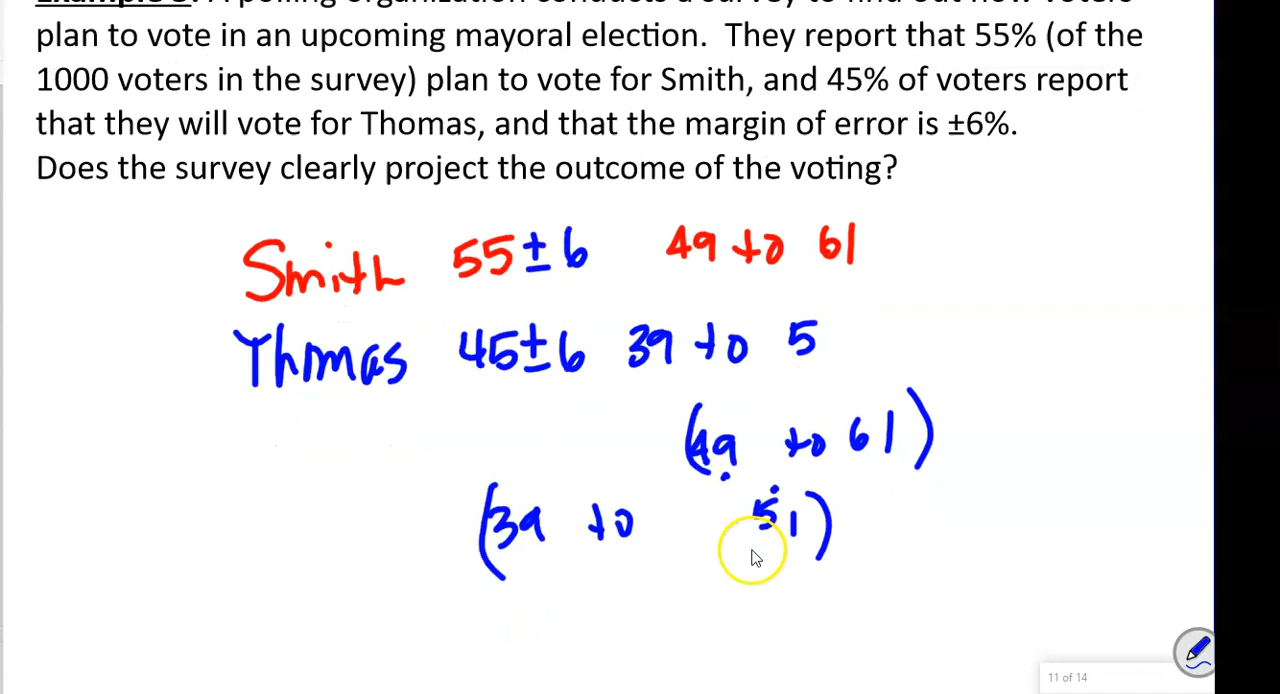 plan to vote in an upcoming mayoral election. They report that 55% (of the
1000 voters in the survey) plan to vote for Smith, and 45% of voters report
that they will vote for Thomas, and that the margin of error is ±6%.
Does the survey clearly project the outcome of the voting?
Smith 55±6 49 to 61
Thmas 45±6 39 to 5
(49 to 61)
(39 to 51)
11 of 14